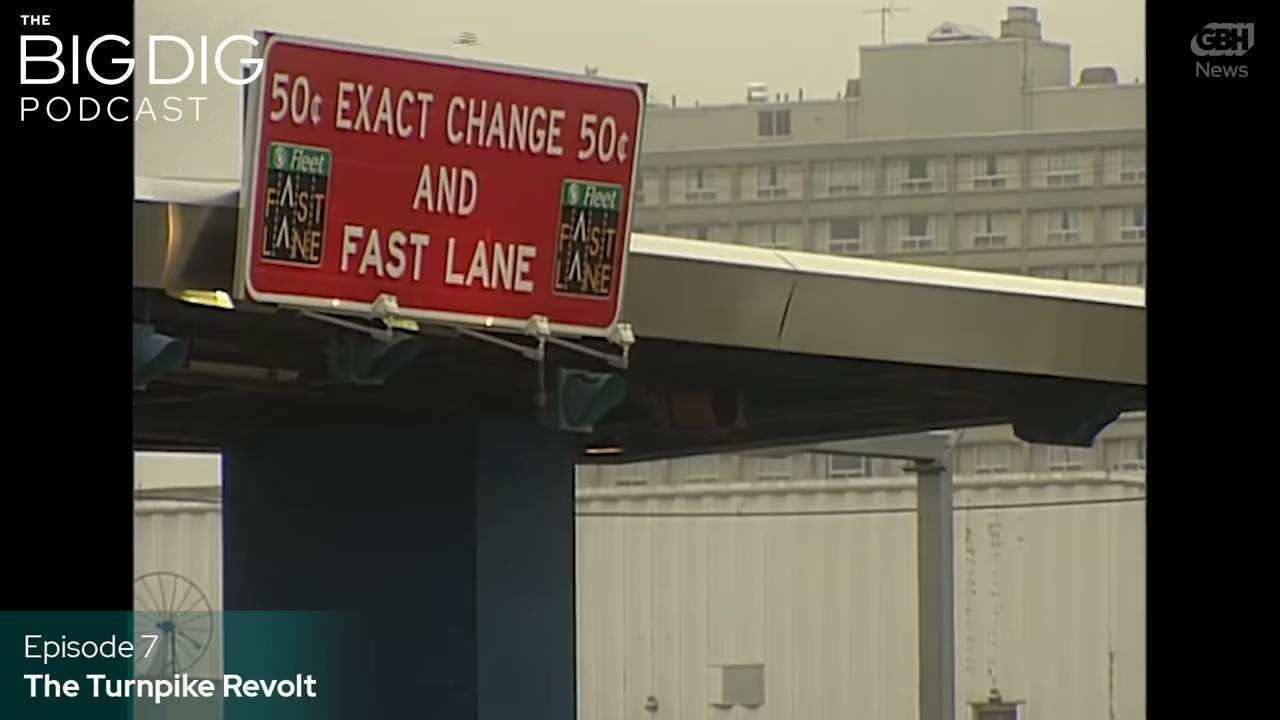 THE
BIG DIG
PODCAST
GBH
News
50¢ EXACT CHANGE 50¢
AND
FAST LANE
Fleet
FAST
LANE
Fleet
FAST
LANE
Episode 7
The Turnpike Revolt